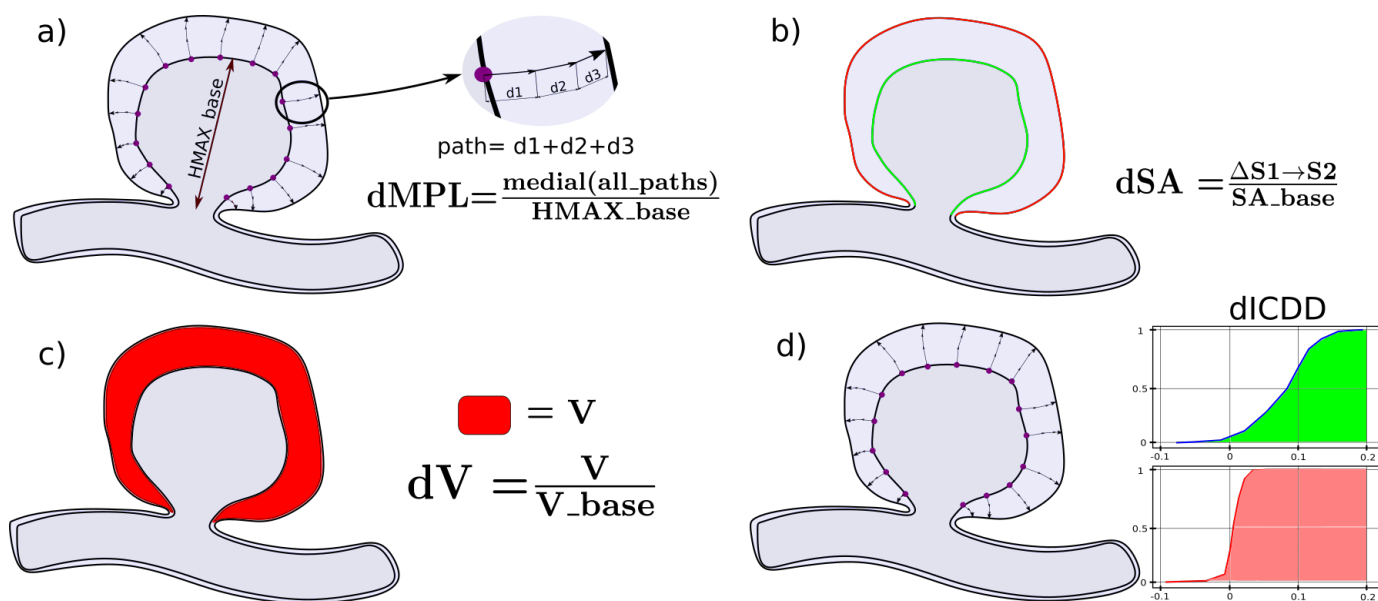 a)
HMAX_base
d1
d2
d3
path= d1+d2+d3
dMPL=
medial(all_paths)
HMAX_base
b)
dSA =
ΔS1→S2
SA_base
c)
= V
dV =
V
V_base
d)
dICDD
1
0.5
0
-0.1
0
0.1
0.2
1
0.5
0
-0.1
0
0.1
0.2